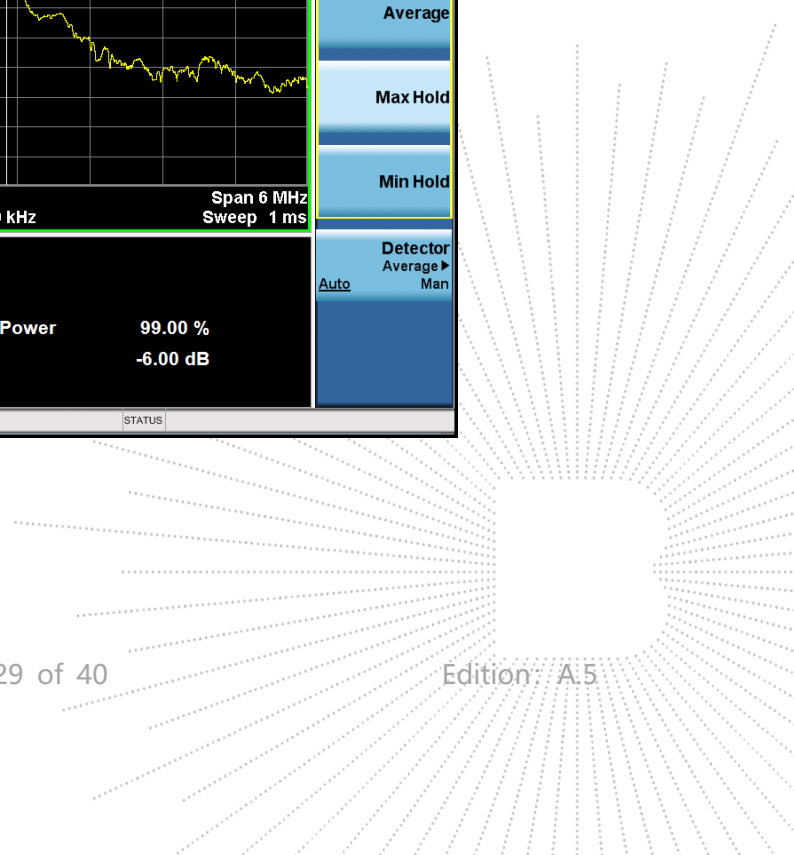 Average
Max Hold
Min Hold
Span 6 MHz
kHz
Sweep 1 ms
Detector
Average
Auto
Man
Power
99.00 %
-6.00 dB
STATUS
29 of 40
Edition: A.5